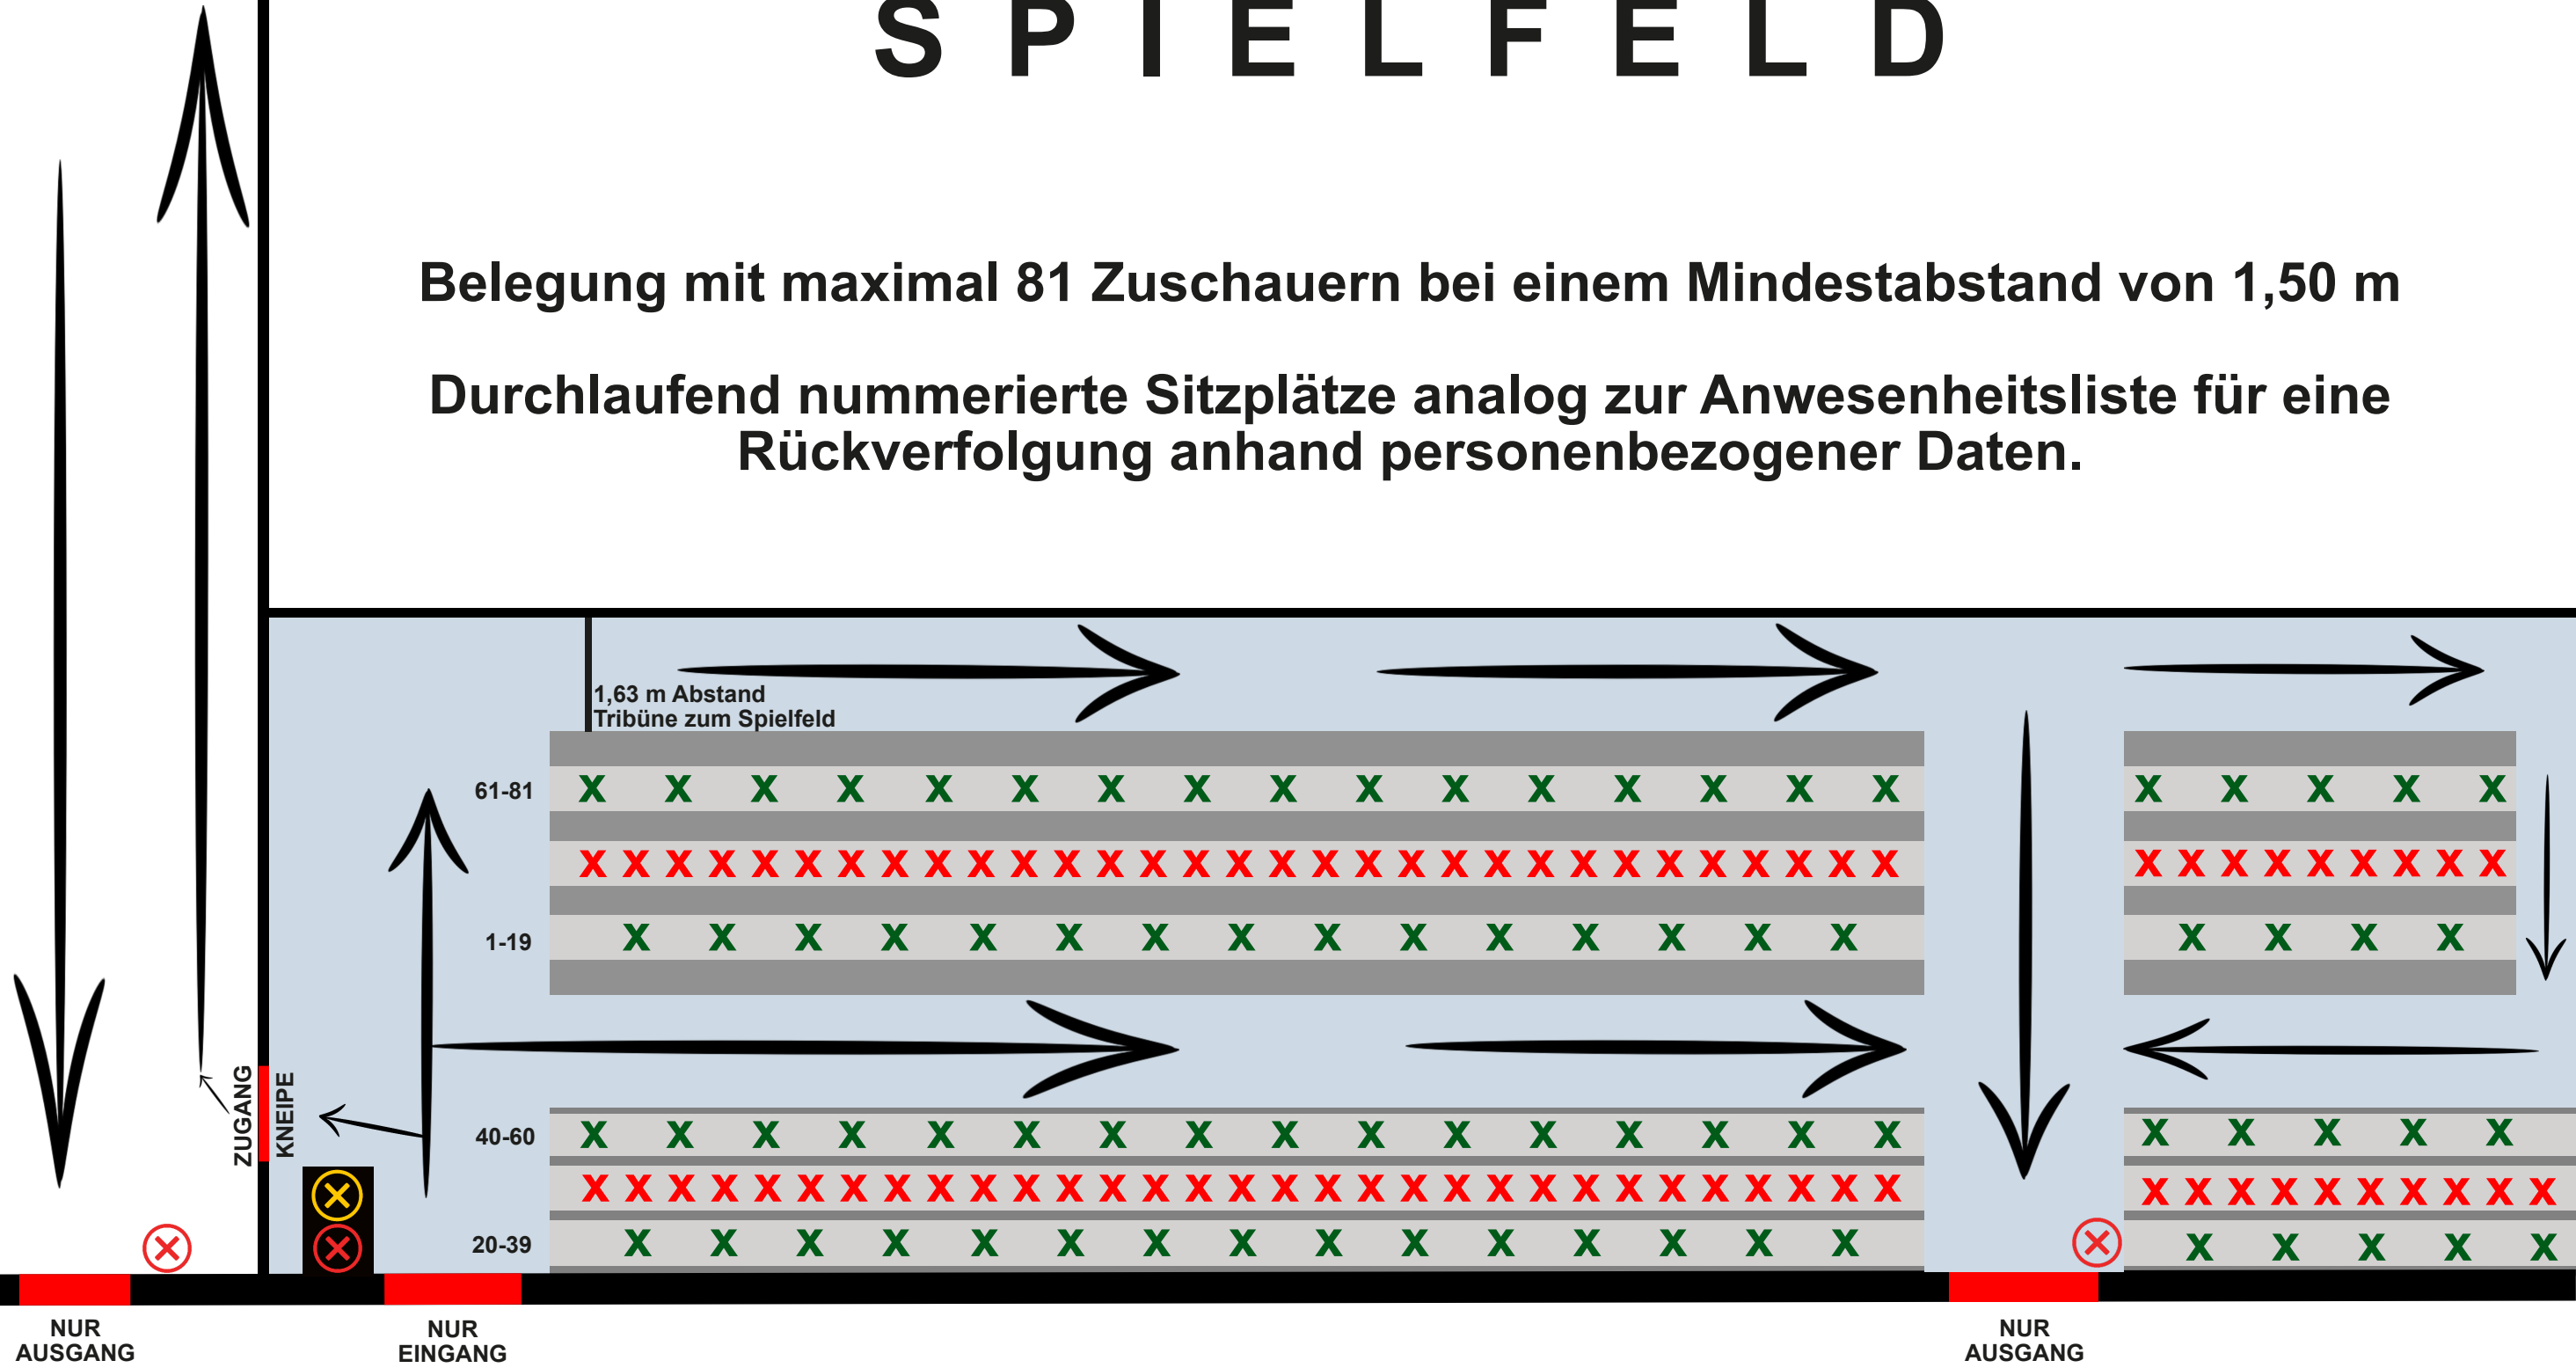 SPIELFELD
Belegung mit maximal 81 Zuschauern bei einem Mindestabstand von 1,50 m
Durchlaufend nummerierte Sitzplätze analog zur Anwesenheitsliste für eine
Rückverfolgung anhand personenbezogener Daten.
1,63 m Abstand
Tribüne zum Spielfeld
61-81
X X X X X X X X X X X X X X X X X X X X X
X X X X X X X X X X X X X X X X X X X X X X X X X X X X X X X X X X X X X X X X
1-19
X X X X X X X X X X X X X X X X X X X
ZUGANG
KNEIPE
40-60
X X X X X X X X X X X X X X X X X X X X X
X X X X X X X X X X X X X X X X X X X X X X X X X X X X X X X X X X X X X X X X X
20-39
X X X X X X X X X X X X X X X X X X X X
NUR
AUSGANG
NUR
EINGANG
NUR
AUSGANG